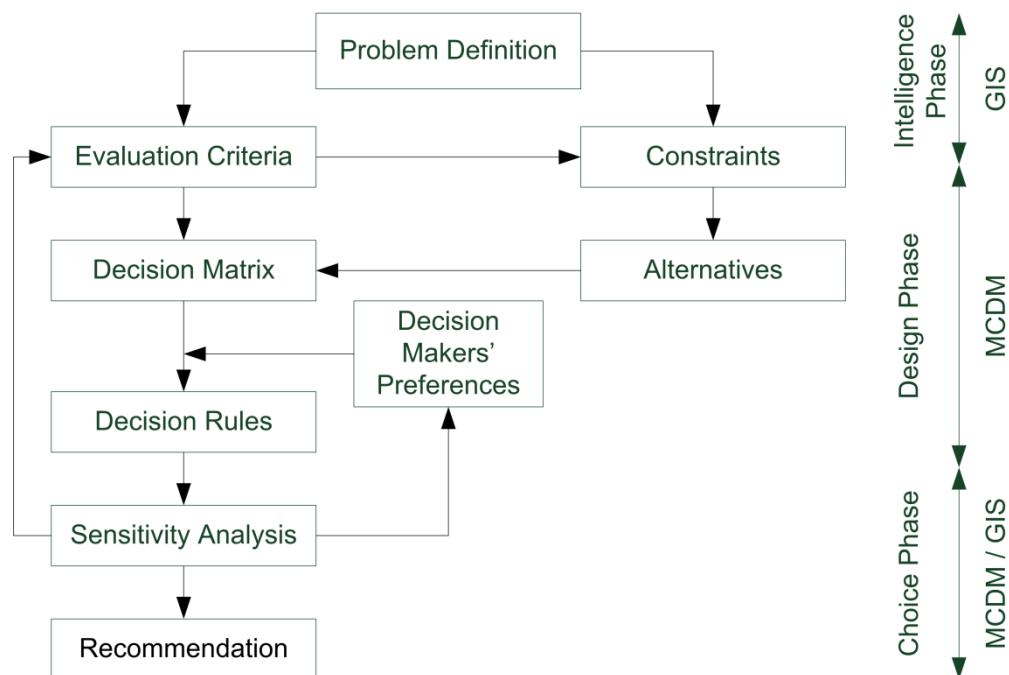 Problem Definition
Evaluation Criteria
Constraints
Decision Matrix
Alternatives
Decision
Makers’
Preferences
Decision Rules
Sensitivity Analysis
Recommendation
Intelligence
Phase
GIS
Design Phase
MCDM
Choice Phase
MCDM / GIS